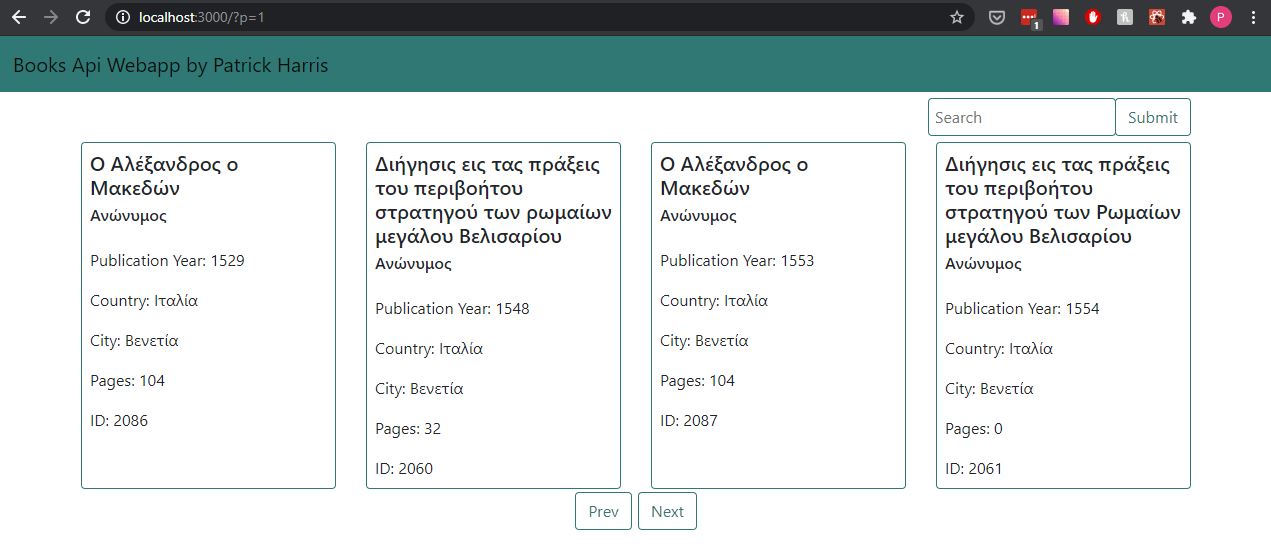 localhost:3000/?p=1
1
P
Books Api Webapp by Patrick Harris
Search
Submit
Ο Αλέξανδρος ο
Μακεδών
Ανώνυμος
Publication Year: 1529
Country: Ιταλία
City: Βενετία
Pages: 104
ID: 2086
Διήγησις εις τας πράξεις
του περιβοήτου
στρατηγού των ρωμαίων
μεγάλου Βελισαρίου
Ανώνυμος
Publication Year: 1548
Country: Ιταλία
City: Βενετία
Pages: 32
ID: 2060
Ο Αλέξανδρος ο
Μακεδών
Ανώνυμος
Publication Year: 1553
Country: Ιταλία
City: Βενετία
Pages: 104
ID: 2087
Διήγησις εις τας πράξεις
του περιβοήτου
στρατηγού των Ρωμαίων
μεγάλου Βελισαρίου
Ανώνυμος
Publication Year: 1554
Country: Ιταλία
City: Βενετία
Pages: 0
ID: 2061
Prev
Next